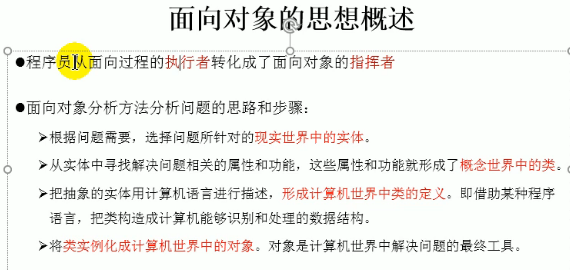 面向对象的思想概述
●程序员从面向过程的执行者转化成了面向对象的指挥者
●面向对象分析方法分析问题的思路和步骤：
➢根据问题需要，选择问题所针对的现实世界中的实体。
➢从实体中寻找解决问题相关的属性和功能，这些属性和功能就形成了概念世界中的类。
➢把抽象的实体用计算机语言进行描述，形成计算机世界中类的定义。即借助某种程序
语言，把类构造成计算机能够识别和处理的数据结构。
➢将类实例化成计算机世界中的对象。对象是计算机世界中解决问题的最终工具。